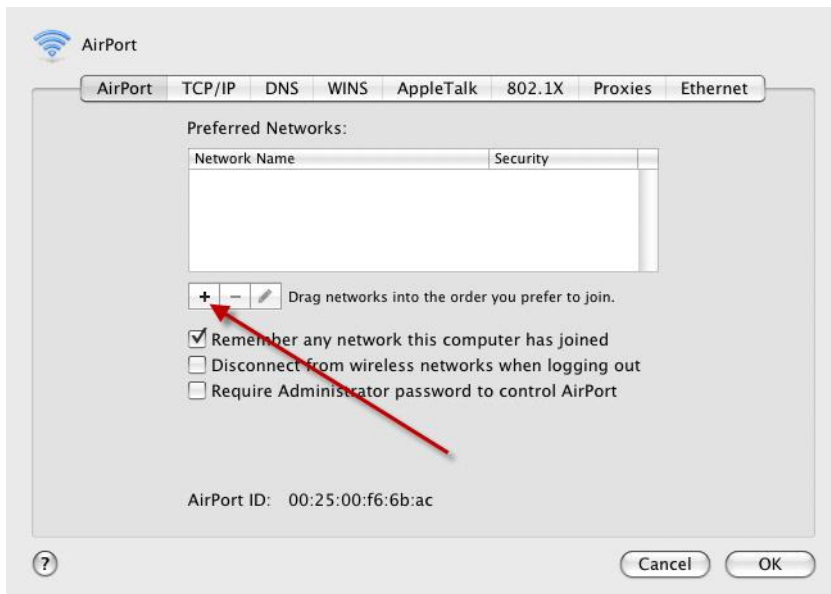 AirPort
AirPort TCP/IP DNS WINS AppleTalk 802.1X Proxies Ethernet
Preferred Networks:
Network Name Security
+ − Drag networks into the order you prefer to join.
Remember any network this computer has joined
Disconnect from wireless networks when logging out
Require Administrator password to control AirPort
AirPort ID: 00:25:00:f6:6b:ac
? Cancel OK